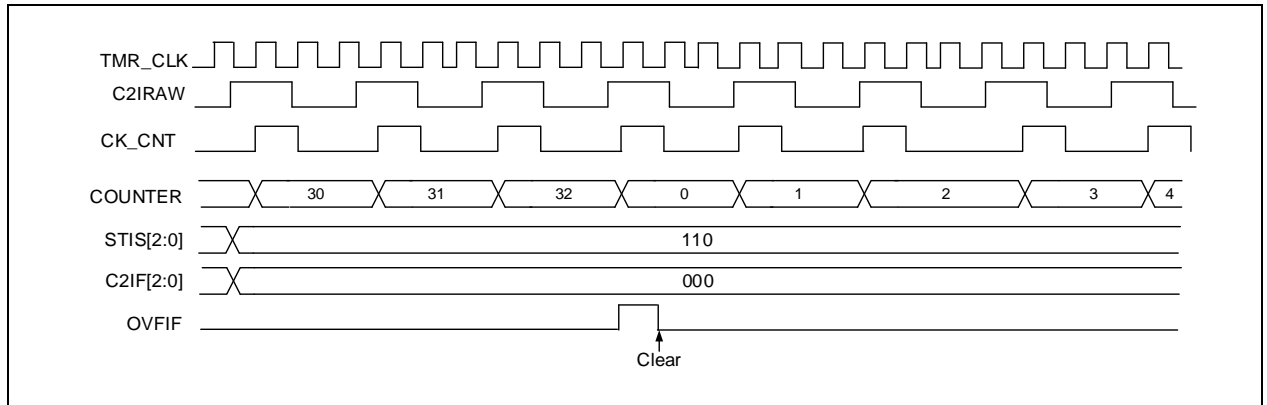 TMR_CLK
C2IRAW
CK_CNT
COUNTER 30 31 32 0 1 2 3 4
STIS[2:0] 110
C2IF[2:0] 000
OVFIF
Clear